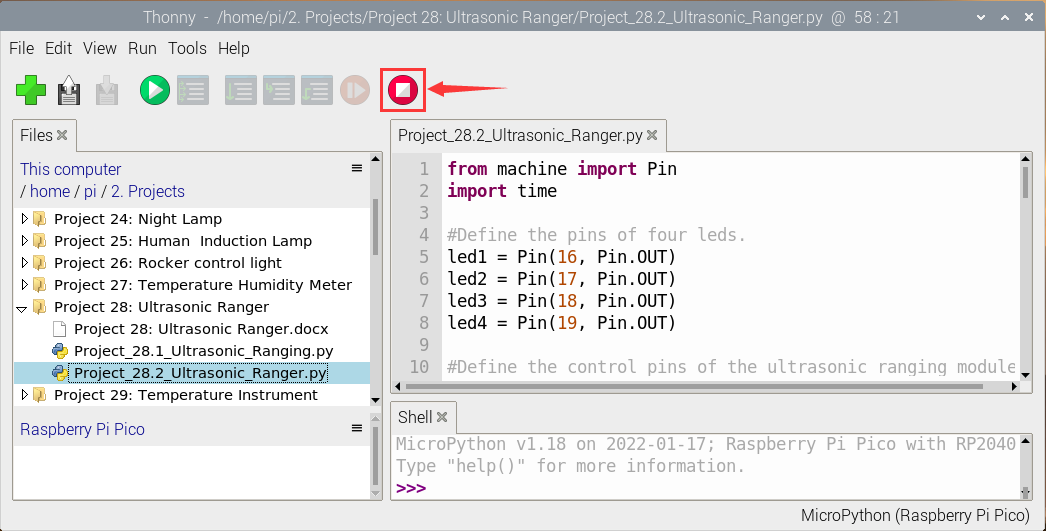 Thonny - /home/pi/2. Projects/Project 28: Ultrasonic Ranger/Project_28.2_Ultrasonic_Ranger.py @ 58 : 21
File Edit View Run Tools Help
Files
This computer
/ home / pi / 2. Projects
Project 24: Night Lamp
Project 25: Human  Induction Lamp
Project 26: Rocker control light
Project 27: Temperature Humidity Meter
Project 28: Ultrasonic Ranger
Project 28: Ultrasonic Ranger.docx
Project_28.1_Ultrasonic_Ranging.py
Project_28.2_Ultrasonic_Ranger.py
Project 29: Temperature Instrument
Raspberry Pi Pico
Project_28.2_Ultrasonic_Ranger.py
1 from machine import Pin
2 import time
3
4 #Define the pins of four leds.
5 led1 = Pin(16, Pin.OUT)
6 led2 = Pin(17, Pin.OUT)
7 led3 = Pin(18, Pin.OUT)
8 led4 = Pin(19, Pin.OUT)
9
10 #Define the control pins of the ultrasonic ranging module
Shell
MicroPython v1.18 on 2022-01-17; Raspberry Pi Pico with RP2040
Type "help()" for more information.
>>>
MicroPython (Raspberry Pi Pico)